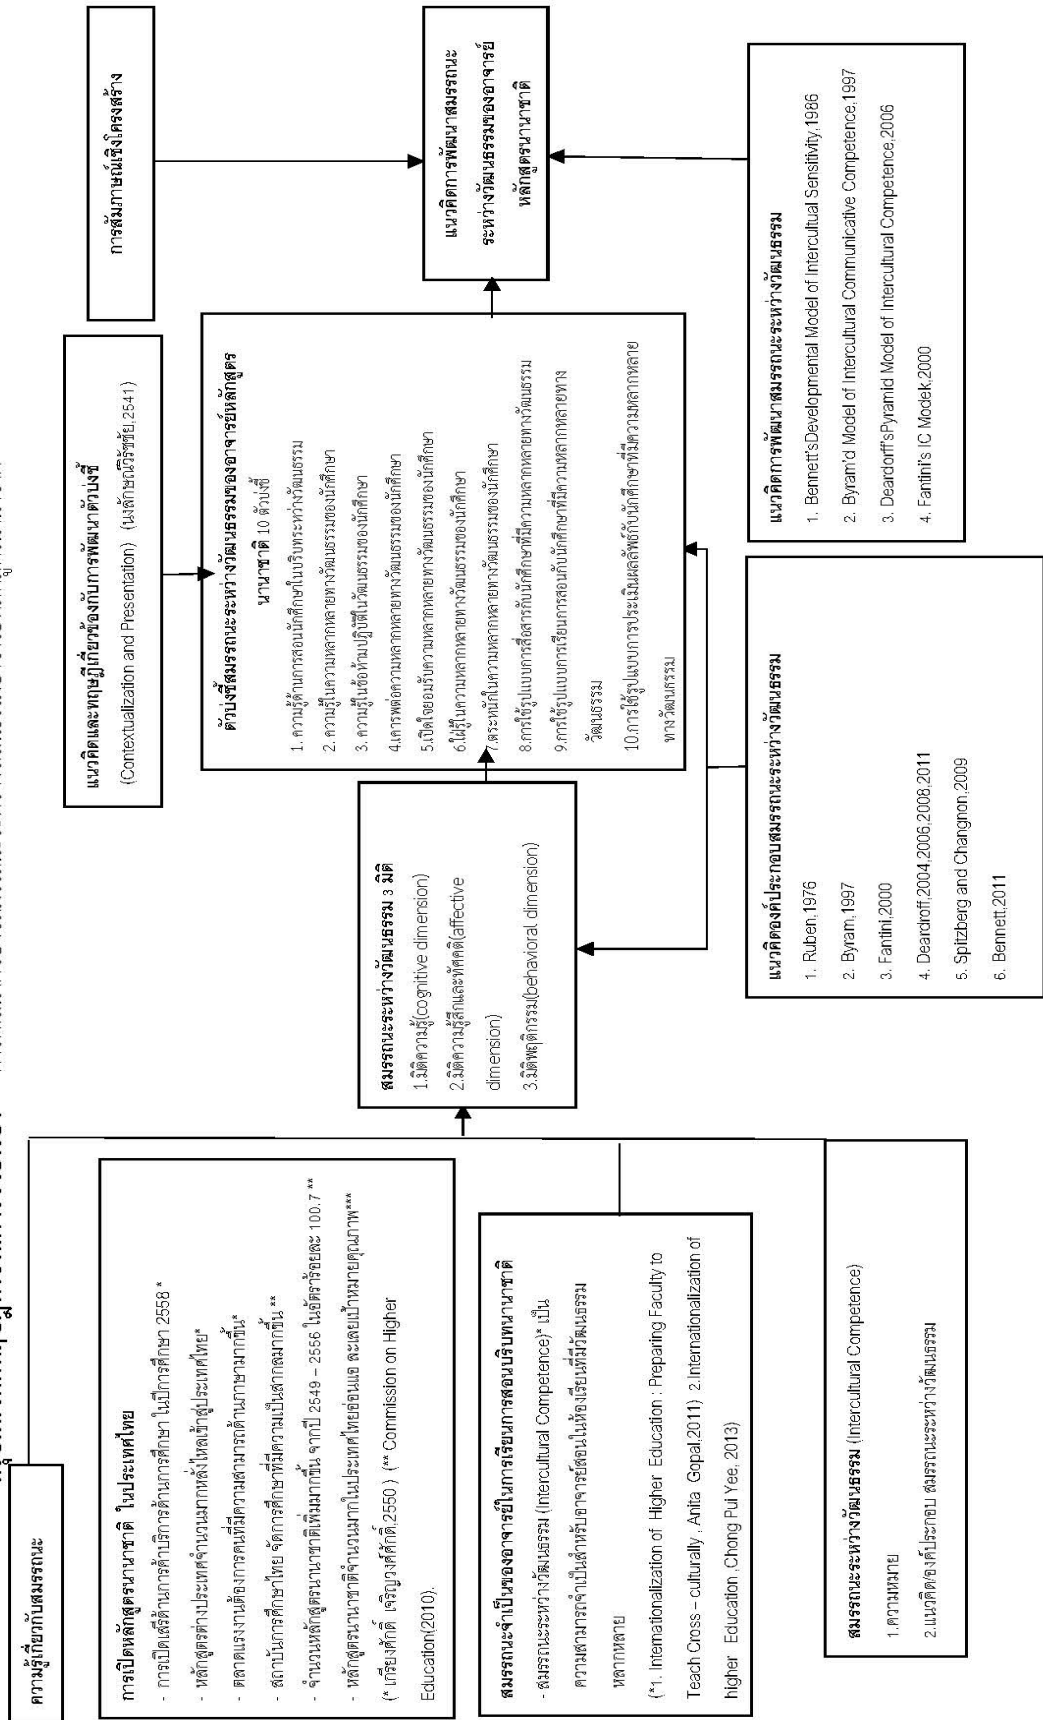 ความรู้เกี่ยวกับสมรรถนะ
การเปิดหลักสูตรนานาชาติ ในประเทศไทย
- การเปิดเสรีด้านการค้าบริการด้านการศึกษา ในปีการศึกษา 2558 *
- หลักสูตรต่างประเทศจำนวนมากหลั่งไหลเข้าสู่ประเทศไทย*
- ตลาดแรงงานต้องการคนที่มีความสามารถด้านภาษามากขึ้น*
- สถาบันการศึกษาไทย จัดการศึกษาที่มีความเป็นสากลมากขึ้น **
- จำนวนหลักสูตรนานาชาติเพิ่มมากขึ้น จากปี 2549 – 2556 ในอัตราร้อยละ 100.7 **
- หลักสูตรนานาชาติจำนวนมากในประเทศไทยอ่อนแอ ละเลยเป้าหมายคุณภาพ***
(* เกรียงศักดิ์ เจริญวงศ์ศักดิ์,2550 ) (** Commission on Higher
Education(2010),
สมรรถนะจำเป็นของอาจารย์ในการเรียนการสอนบริบทนานาชาติ
- สมรรถนะระหว่างวัฒนธรรม (Intercultural Competence)* เป็น
ความสามารถจำเป็นสำหรับอาจารย์สอนในห้องเรียนที่มีวัฒนธรรม
หลากหลาย
(*1. Internationalization of Higher Education : Preparing Faculty to
Teach Cross – culturally , Anita Gopal,2011) 2.Internationalization of
higher Education ,Chong Pui Yee, 2013)
สมรรถนะระหว่างวัฒนธรรม (Intercultural Competence)
1.ความหมาย
2.แนวคิด/องค์ประกอบ สมรรถนะระหว่างวัฒนธรรม
สมรรถนะระหว่างวัฒนธรรม 3 มิติ
1.มิติความรู้(cognitive dimension)
2.มิติความรู้สึกและทัศคติ(affective
dimension)
3.มิติพฤติกรรม(behavioral dimension)
แนวคิดและทฤษฎีเกี่ยวข้องกับการพัฒนาตัวบ่งชี้
(Contextualization and Presentation) (นงลักษณ์วิรัชชัย,2541)
ตัวบ่งชี้สมรรถนะระหว่างวัฒนธรรมของอาจารย์หลักสูตร
นานาชาติ 10 ตัวบ่งชี้
1. ความรู้ด้านการสอนนักศึกษาในบริบทระหว่างวัฒนธรรม
2. ความรู้ในความหลากหลายทางวัฒนธรรมของนักศึกษา
3. ความรู้ในข้อห้ามปฏิบัติในวัฒนธรรมของนักศึกษา
4.เคารพต่อความหลากหลายทางวัฒนธรรมของนักศึกษา
5.เปิดใจยอมรับความหลากหลายทางวัฒนธรรมของนักศึกษา
6.ใฝ่รู้ในความหลากหลายทางวัฒนธรรมของนักศึกษา
7.ตระหนักในความหลากหลายทางวัฒนธรรมของนักศึกษา
8.การใช้รูปแบบการสื่อสารกับนักศึกษาที่มีความหลากหลายทางวัฒนธรรม
9.การใช้รูปแบบการเรียนการสอนกับนักศึกษาที่มีความหลากหลายทาง
วัฒนธรรม
10.การใช้รูปแบบการประเมินผลลัพธ์กับนักศึกษาที่มีความหลากหลาย
ทางวัฒนธรรม
แนวคิดองค์ประกอบสมรรถนะระหว่างวัฒนธรรม
1. Ruben,1976
2. Byram,1997
3. Fantini,2000
4. Deardroff,2004,2006,2008,2011
5. Spitzberg and Changnon,2009
6. Bennett,2011
การสัมภาษณ์เชิงโครงสร้าง
แนวคิดการพัฒนาสมรรถนะ
ระหว่างวัฒนธรรมของอาจารย์
หลักสูตรนานาชาติ
แนวคิดการพัฒนาสมรรถนะระหว่างวัฒนธรรม
1. Bennett'sDevelopmental Model of Intercultural Sensitivity,1986
2. Byram'd Model of Intercultural Communicative Competence,1997
3. Deardorff'sPyramid Model of Intercultural Competence,2006
4. Fantini's IC Modek,2000